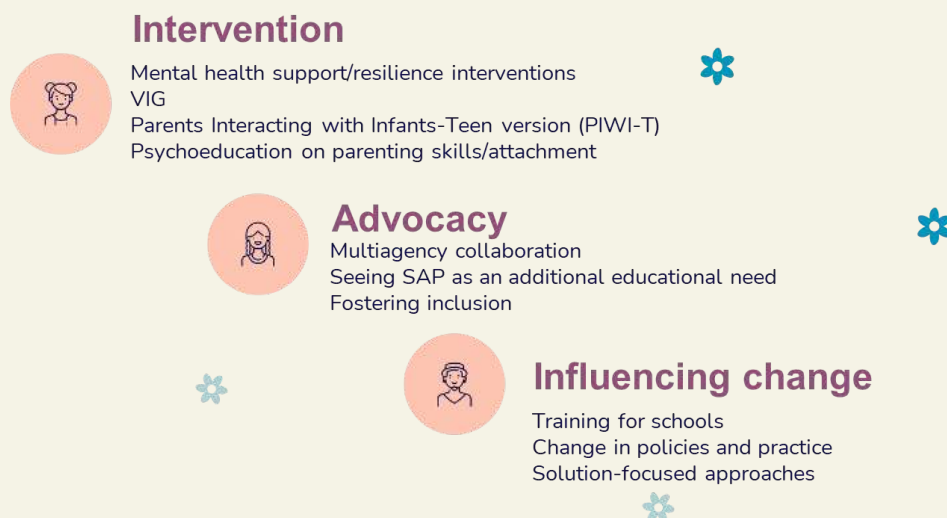 Intervention
Mental health support/resilience interventions
VIG
Parents Interacting with Infants-Teen version (PIWI-T)
Psychoeducation on parenting skills/attachment
Advocacy
Multiagency collaboration
Seeing SAP as an additional educational need
Fostering inclusion
Influencing change
Training for schools
Change in policies and practice
Solution-focused approaches